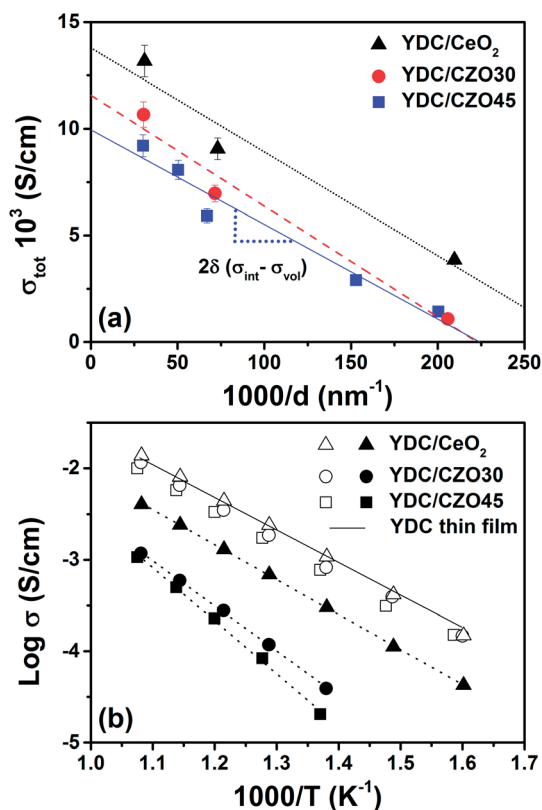 15
10
5
0
σtot 10³ (S/cm)
YDC/CeO₂
YDC/CZO30
YDC/CZO45
2δ (σint- σvol)
(a)
0 50 100 150 200 250
1000/d (nm⁻¹)
-2
-3
-4
-5
Log σ (S/cm)
YDC/CeO₂
YDC/CZO30
YDC/CZO45
YDC thin film
(b)
1.0 1.1 1.2 1.3 1.4 1.5 1.6 1.7
1000/T (K⁻¹)